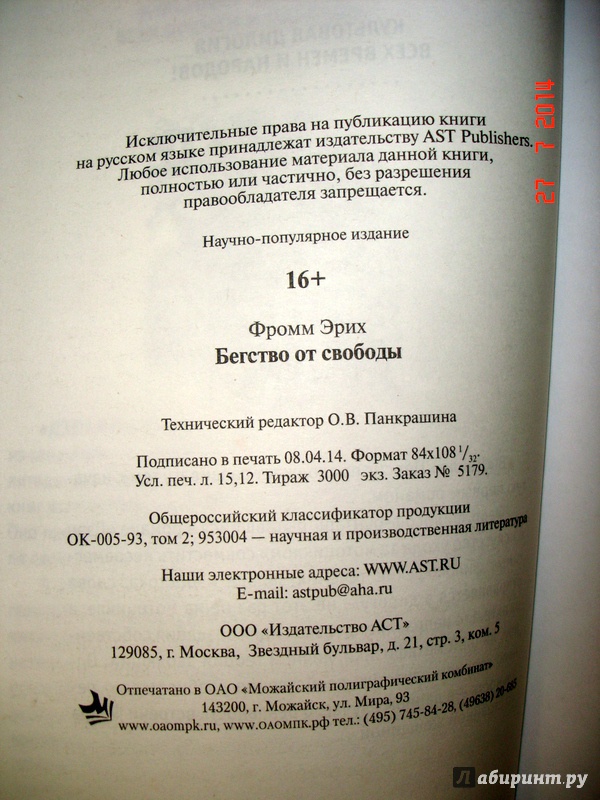 КУЛЬТОВАЯ ДИЛОГИЯ
ВСЕХ ВРЕМЕН И НАРОДОВ!
Исключительные права на публикацию книги
на русском языке принадлежат издательству AST Publishers.
Любое использование материала данной книги,
полностью или частично, без разрешения
правообладателя запрещается.
Научно-популярное издание
16+
Фромм Эрих
Бегство от свободы
Технический редактор О.В. Панкрашина
Подписано в печать 08.04.14. Формат 84х108 1/32.
Усл. печ. л. 15,12. Тираж 3000 экз. Заказ № 5179.
Общероссийский классификатор продукции
ОК-005-93, том 2; 953004 — научная и производственная литература
Наши электронные адреса: WWW.AST.RU
E-mail: astpub@aha.ru
ООО «Издательство АСТ»
129085, г. Москва, Звездный бульвар, д. 21, стр. 3, ком. 5
Отпечатано в ОАО «Можайский полиграфический комбинат»
143200, г. Можайск, ул. Мира, 93
www.oaompk.ru, www.ОАОМПК.рф тел.: (495) 745-84-28, (49638) 20-685
27 7 2014
Лабиринт.ру